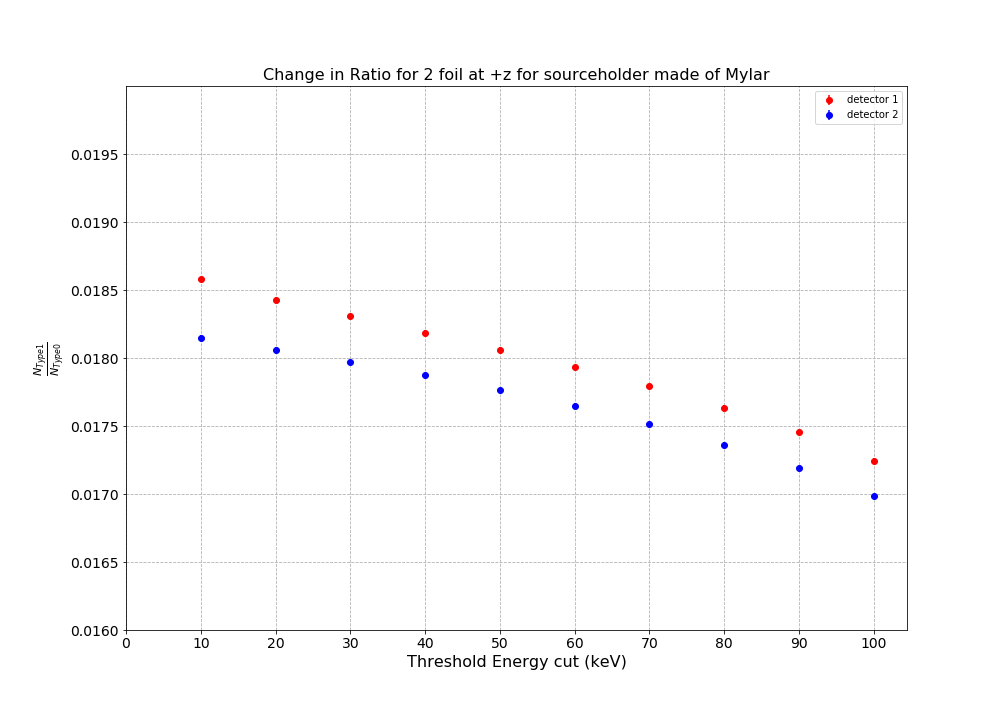 Change in Ratio for 2 foil at +z for sourceholder made of Mylar
detector 1
detector 2
0.0195
0.0190
0.0185
0.0180
0.0175
0.0170
0.0165
0.0160
N_Type1
N_Type0
0 10 20 30 40 50 60 70 80 90 100
Threshold Energy cut (keV)